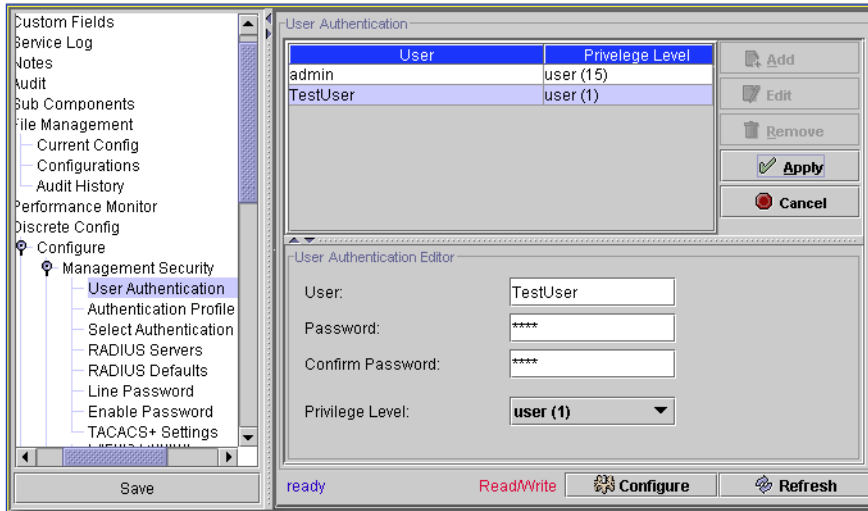 Custom Fields
Service Log
Notes
Audit
Sub Components
File Management
Current Config
Configurations
Audit History
Performance Monitor
Discrete Config
Configure
Management Security
User Authentication
Authentication Profile
Select Authentication
RADIUS Servers
RADIUS Defaults
Line Password
Enable Password
TACACS+ Settings
Save
User Authentication
User Privelege Level
admin user (15)
TestUser user (1)
Add
Edit
Remove
Apply
Cancel
User Authentication Editor
User: TestUser
Password: ****
Confirm Password: ****
Privilege Level: user (1)
ready Read/Write Configure Refresh